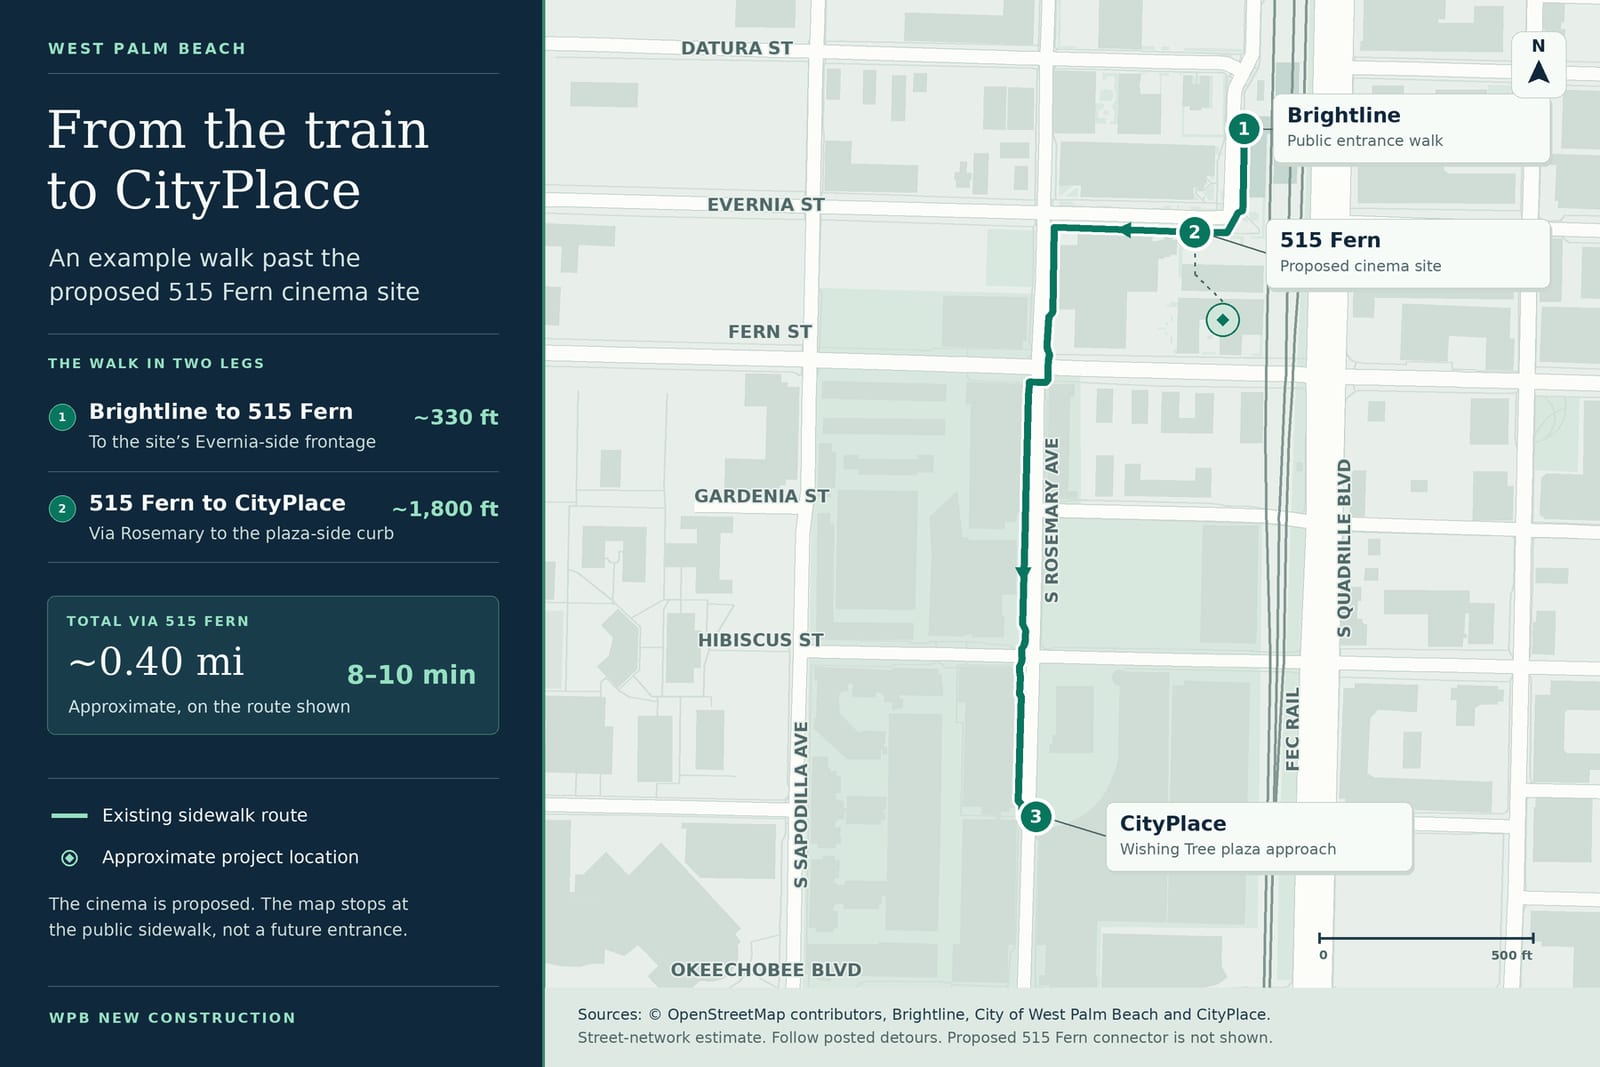 WEST PALM BEACH
From the train
to CityPlace
An example walk past the
proposed 515 Fern cinema site
THE WALK IN TWO LEGS
1
Brightline to 515 Fern
~330 ft
To the site’s Evernia-side frontage
2
515 Fern to CityPlace
~1,800 ft
Via Rosemary to the plaza-side curb
TOTAL VIA 515 FERN
~0.40 mi
8–10 min
Approximate, on the route shown
Existing sidewalk route
Approximate project location
The cinema is proposed. The map stops at
the public sidewalk, not a future entrance.
WPB NEW CONSTRUCTION
DATURA ST
N
1
Brightline
Public entrance walk
EVERNIA ST
2
515 Fern
Proposed cinema site
FERN ST
GARDENIA ST
S ROSEMARY AVE
S QUADRILLE BLVD
HIBISCUS ST
FEC RAIL
S SAPODILLA AVE
3
CityPlace
Wishing Tree plaza approach
OKEECHOBEE BLVD
0
500 ft
Sources: © OpenStreetMap contributors, Brightline, City of West Palm Beach and CityPlace.
Street-network estimate. Follow posted detours. Proposed 515 Fern connector is not shown.